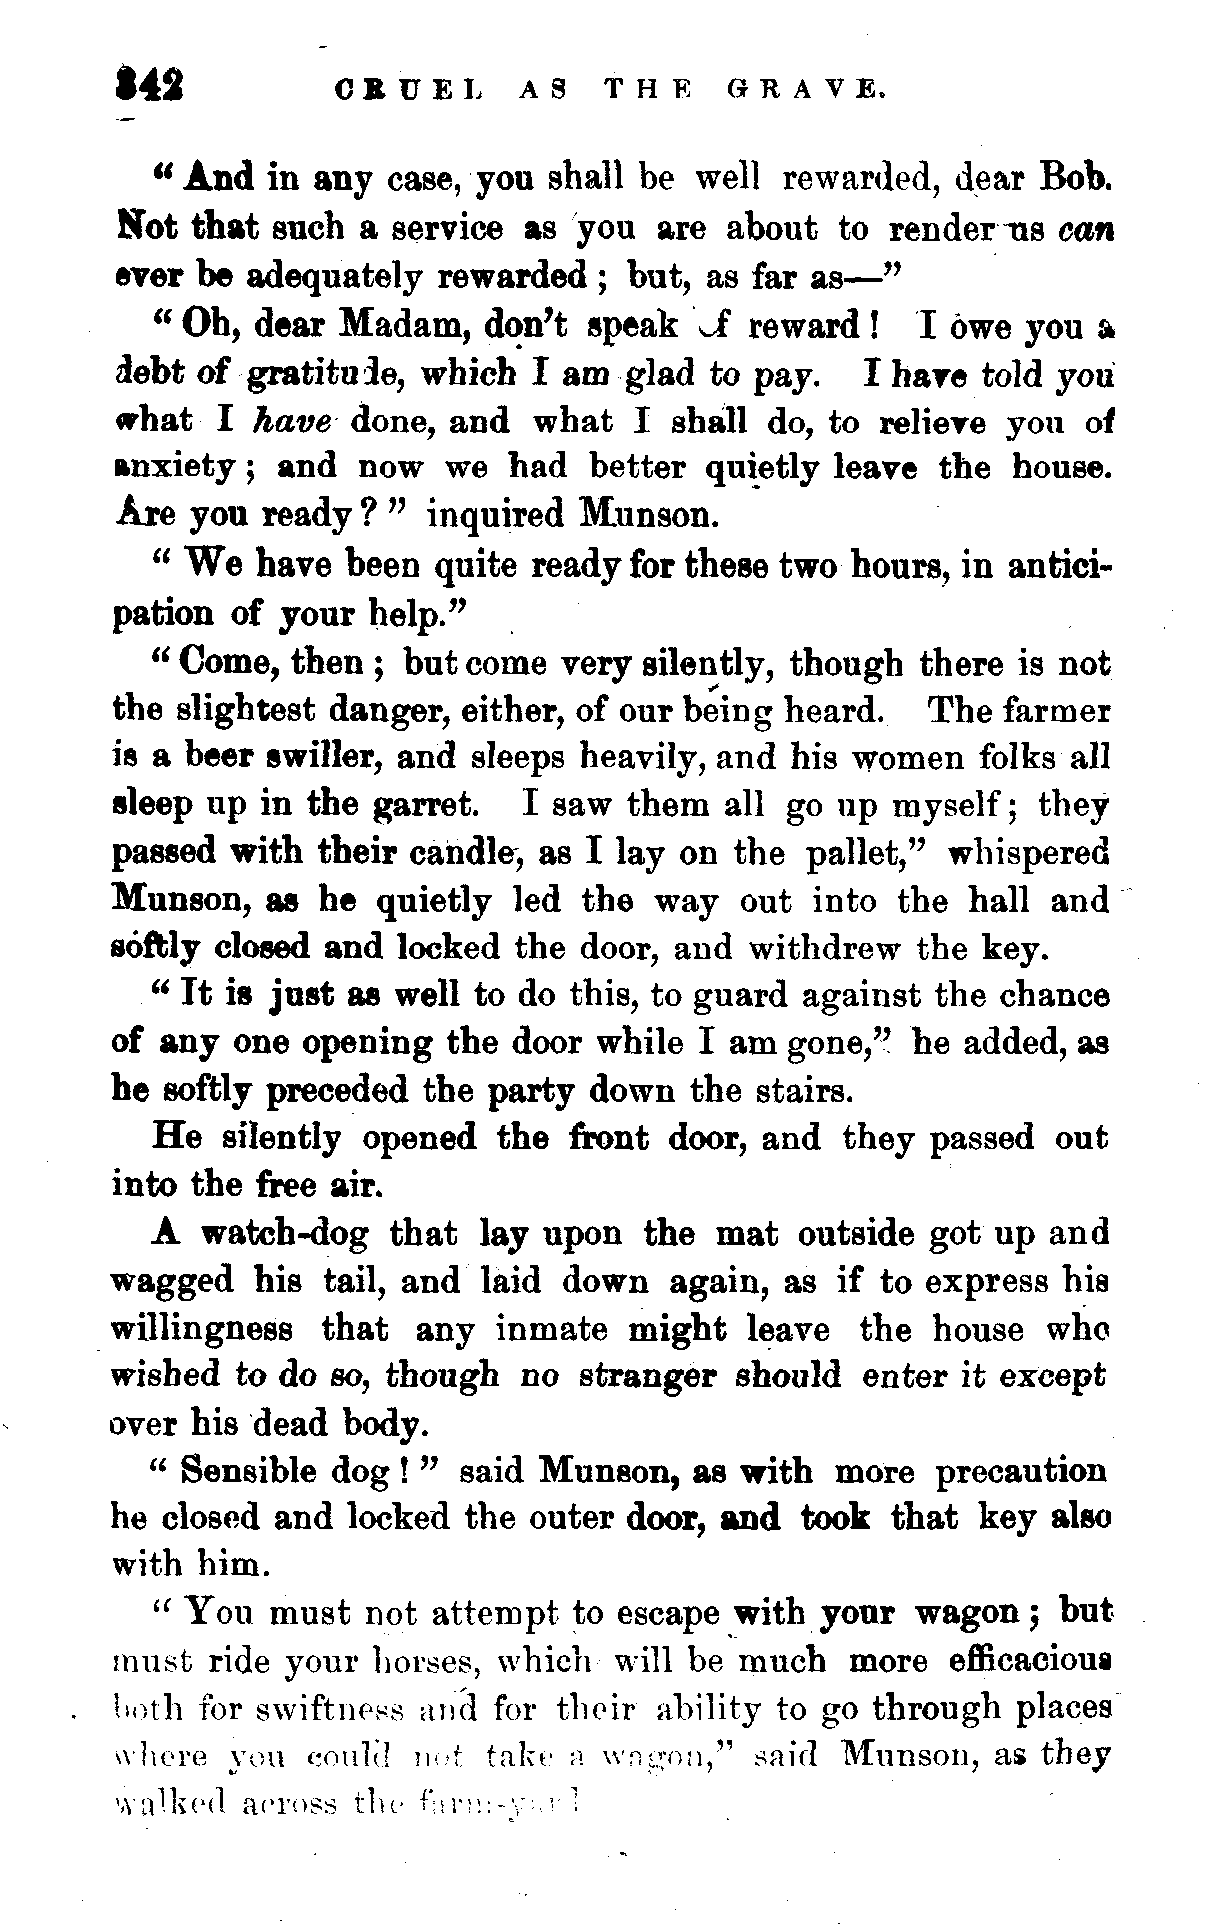 342 CRUEL AS THE GRAVE.
“And in any case, you shall be well rewarded, dear Bob.
Not that such a service as you are about to render us can
ever be adequately rewarded; but, as far as—”
“Oh, dear Madam, don’t speak of reward! I owe you a
debt of gratitude, which I am glad to pay. I have told you
what I have done, and what I shall do, to relieve you of
anxiety; and now we had better quietly leave the house.
Are you ready?” inquired Munson.
“We have been quite ready for these two hours, in antici-
pation of your help.”
“Come, then; but come very silently, though there is not
the slightest danger, either, of our being heard. The farmer
is a beer swiller, and sleeps heavily, and his women folks all
sleep up in the garret. I saw them all go up myself; they
passed with their candle, as I lay on the pallet,” whispered
Munson, as he quietly led the way out into the hall and
softly closed and locked the door, and withdrew the key.
“It is just as well to do this, to guard against the chance
of any one opening the door while I am gone,” he added, as
he softly preceded the party down the stairs.
He silently opened the front door, and they passed out
into the free air.
A watch-dog that lay upon the mat outside got up and
wagged his tail, and laid down again, as if to express his
willingness that any inmate might leave the house who
wished to do so, though no stranger should enter it except
over his dead body.
“Sensible dog!” said Munson, as with more precaution
he closed and locked the outer door, and took that key also
with him.
“You must not attempt to escape with your wagon; but
must ride your horses, which will be much more efficacious
both for swiftness and for their ability to go through places
where you could not take a wagon,” said Munson, as they
walked across the farm-yard